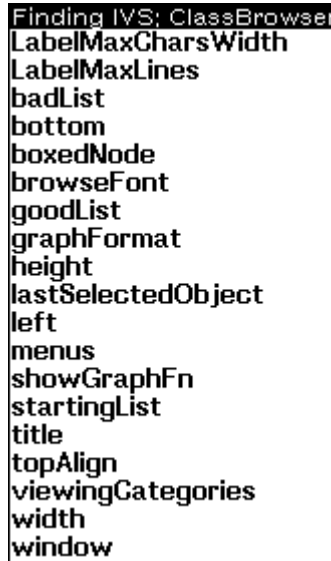 Finding IVS; ClassBrowser
LabelMaxCharsWidth
LabelMaxLines
badList
bottom
boxedNode
browseFont
goodList
graphFormat
height
lastSelectedObject
left
menus
showGraphFn
startingList
title
topAlign
viewingCategories
width
window